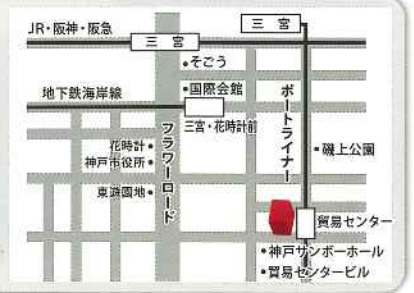 三宮
JR・阪神・阪急
三宮
•そごう
地下鉄海岸線
•国際会館
三宮・花時計前
フラワーロード
ポートライナー
花時計•
神戸市役所•
•磯上公園
東遊園地•
貿易センター
•神戸サンボーホール
•貿易センタービル